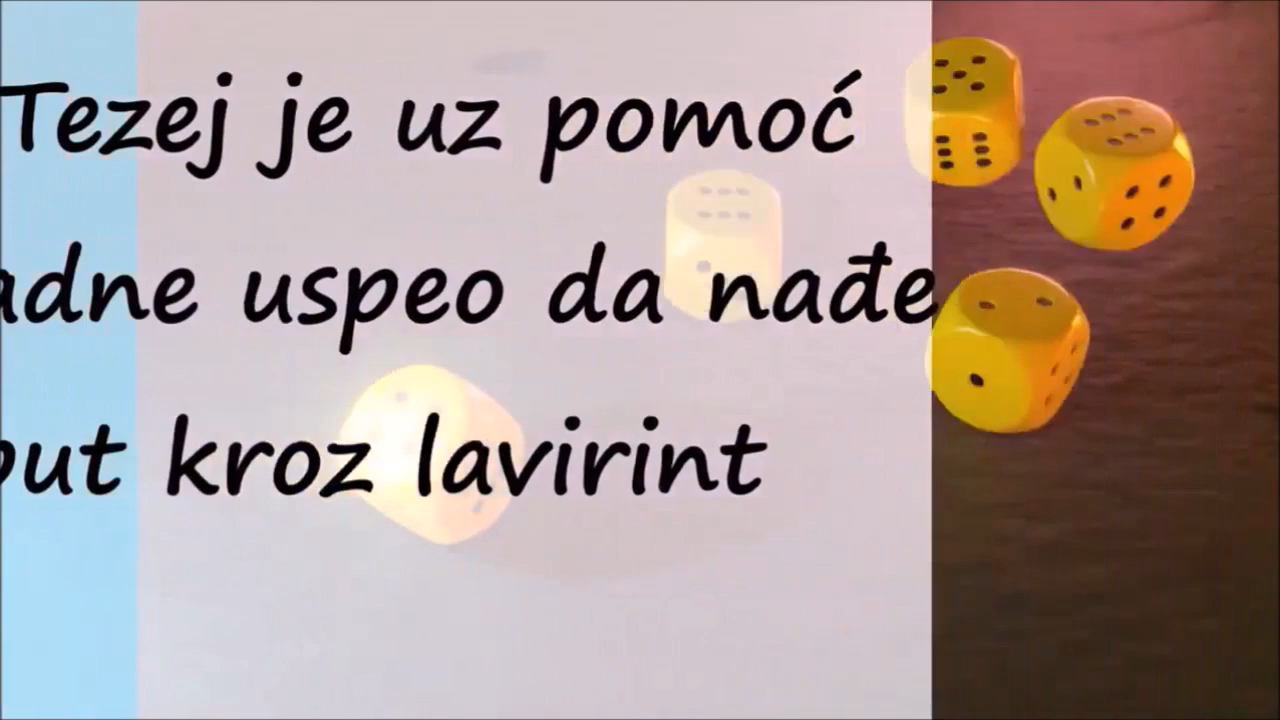 Tezej je uz pomoć
adne uspeo da nađe
put kroz lavirint